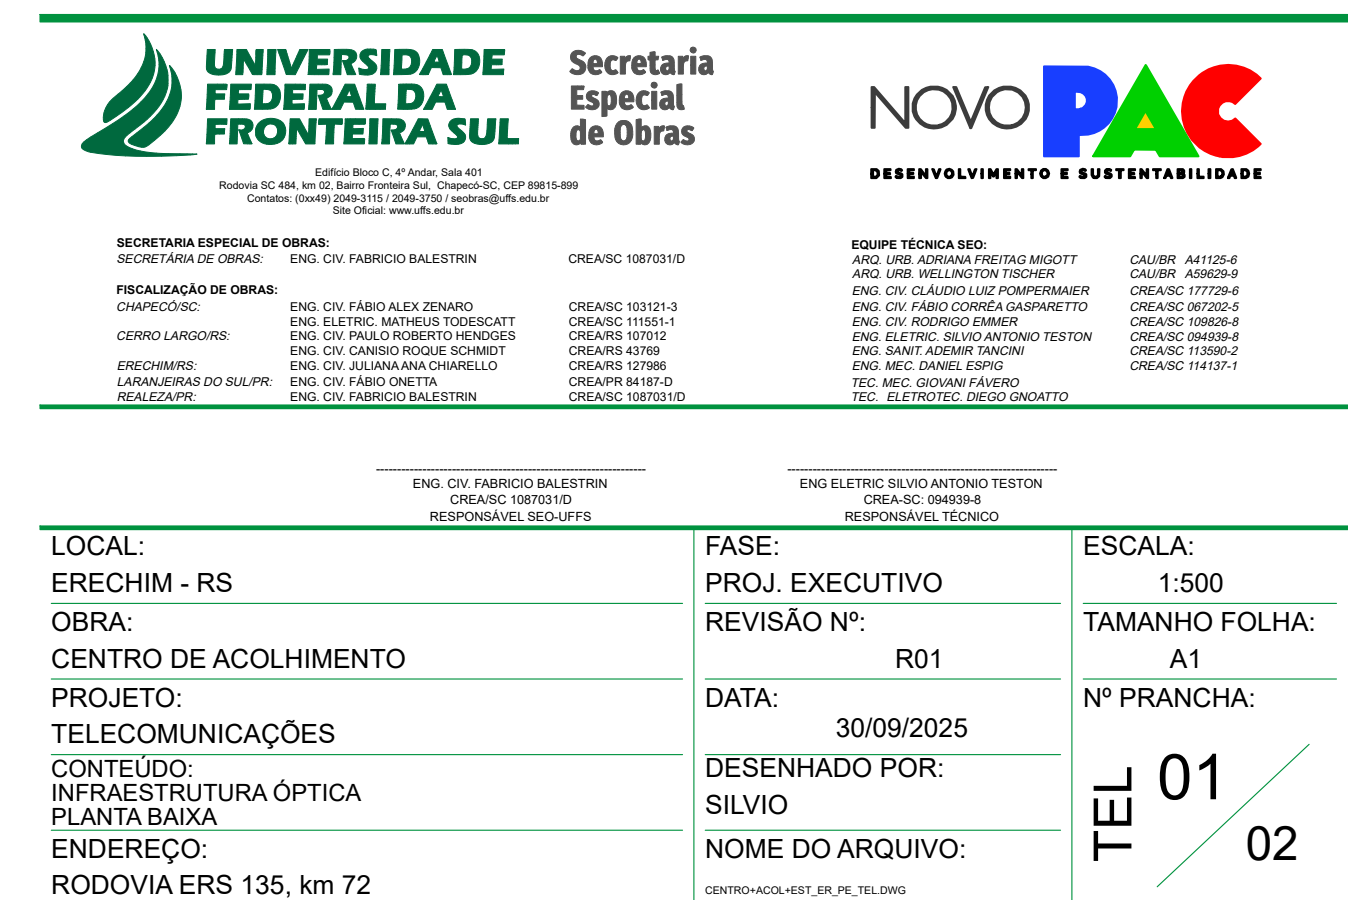 UNIVERSIDADE
FEDERAL DA
FRONTEIRA SUL
Secretaria
Especial
de Obras
NOVO PAC
DESENVOLVIMENTO E SUSTENTABILIDADE
Edifício Bloco C, 4º Andar, Sala 401
Rodovia SC 484, km 02, Bairro Fronteira Sul, Chapecó-SC, CEP 89815-899
Contatos: (0xx49) 2049-3115 / 2049-3750 / seobras@uffs.edu.br
Site Oficial: www.uffs.edu.br
SECRETARIA ESPECIAL DE OBRAS:
SECRETÁRIA DE OBRAS: ENG. CIV. FABRICIO BALESTRIN CREA/SC 1087031/D
FISCALIZAÇÃO DE OBRAS:
CHAPECÓ/SC: ENG. CIV. FÁBIO ALEX ZENARO CREA/SC 103121-3
ENG. ELETRIC. MATHEUS TODESCATT CREA/SC 111551-1
CERRO LARGO/RS: ENG. CIV. PAULO ROBERTO HENDGES CREA/RS 107012
ENG. CIV. CANISIO ROQUE SCHMIDT CREA/RS 43769
ERECHIM/RS: ENG. CIV. JULIANA ANA CHIARELLO CREA/RS 127986
LARANJEIRAS DO SUL/PR: ENG. CIV. FÁBIO ONETTA CREA/PR 84187-D
REALEZA/PR: ENG. CIV. FABRICIO BALESTRIN CREA/SC 1087031/D
EQUIPE TÉCNICA SEO:
ARQ. URB. ADRIANA FREITAG MIGOTT CAU/BR A41125-6
ARQ. URB. WELLINGTON TISCHER CAU/BR A59629-9
ENG. CIV. CLÁUDIO LUIZ POMPERMAIER CREA/SC 177729-6
ENG. CIV. FÁBIO CORRÊA GASPARETTO CREA/SC 067202-5
ENG. CIV. RODRIGO EMMER CREA/SC 109826-8
ENG. ELETRIC. SILVIO ANTONIO TESTON CREA/SC 094939-8
ENG. SANIT. ADEMIR TANCINI CREA/SC 113590-2
ENG. MEC. DANIEL ESPIG CREA/SC 114137-1
TEC. MEC. GIOVANI FÁVERO
TEC. ELETROTEC. DIEGO GNOATTO
ENG. CIV. FABRICIO BALESTRIN
CREA/SC 1087031/D
RESPONSÁVEL SEO-UFFS
ENG ELETRIC SILVIO ANTONIO TESTON
CREA-SC: 094939-8
RESPONSÁVEL TÉCNICO
LOCAL:
ERECHIM - RS
OBRA:
CENTRO DE ACOLHIMENTO
PROJETO:
TELECOMUNICAÇÕES
CONTEÚDO:
INFRAESTRUTURA ÓPTICA
PLANTA BAIXA
ENDEREÇO:
RODOVIA ERS 135, km 72
FASE:
PROJ. EXECUTIVO
REVISÃO Nº:
R01
DATA:
30/09/2025
DESENHADO POR:
SILVIO
NOME DO ARQUIVO:
CENTRO+ACOL+EST_ER_PE_TEL.DWG
ESCALA:
1:500
TAMANHO FOLHA:
A1
Nº PRANCHA:
TEL
01
02